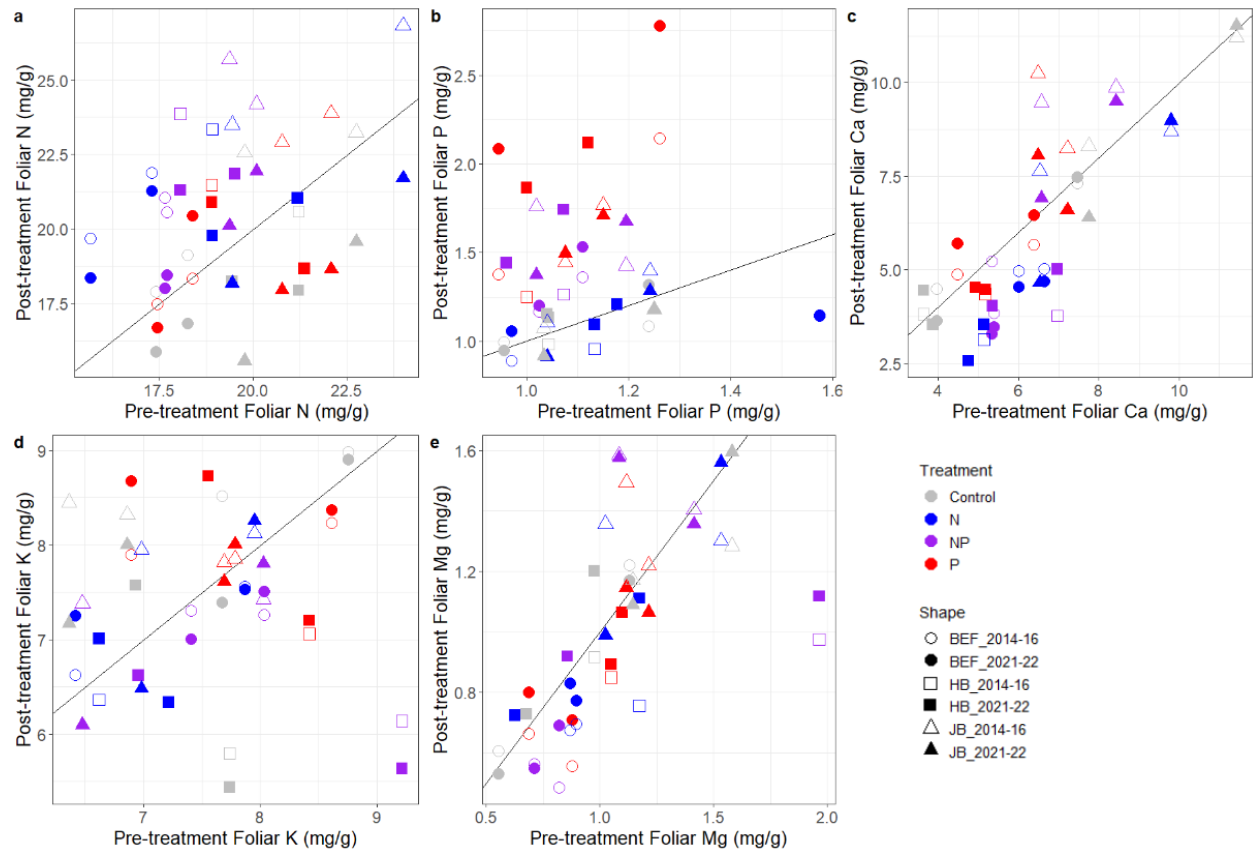 a
Post-treatment Foliar N (mg/g)
25.0
22.5
20.0
17.5
17.5 20.0 22.5
Pre-treatment Foliar N (mg/g)
b
Post-treatment Foliar P (mg/g)
2.5
2.0
1.5
1.0
1.0 1.2 1.4 1.6
Pre-treatment Foliar P (mg/g)
c
Post-treatment Foliar Ca (mg/g)
10.0
7.5
5.0
2.5
4 6 8 10
Pre-treatment Foliar Ca (mg/g)
d
Post-treatment Foliar K (mg/g)
9
8
7
6
7 8 9
Pre-treatment Foliar K (mg/g)
e
Post-treatment Foliar Mg (mg/g)
1.6
1.2
0.8
0.5 1.0 1.5 2.0
Pre-treatment Foliar Mg (mg/g)
Treatment
Control
N
NP
P
Shape
BEF_2014-16
BEF_2021-22
HB_2014-16
HB_2021-22
JB_2014-16
JB_2021-22